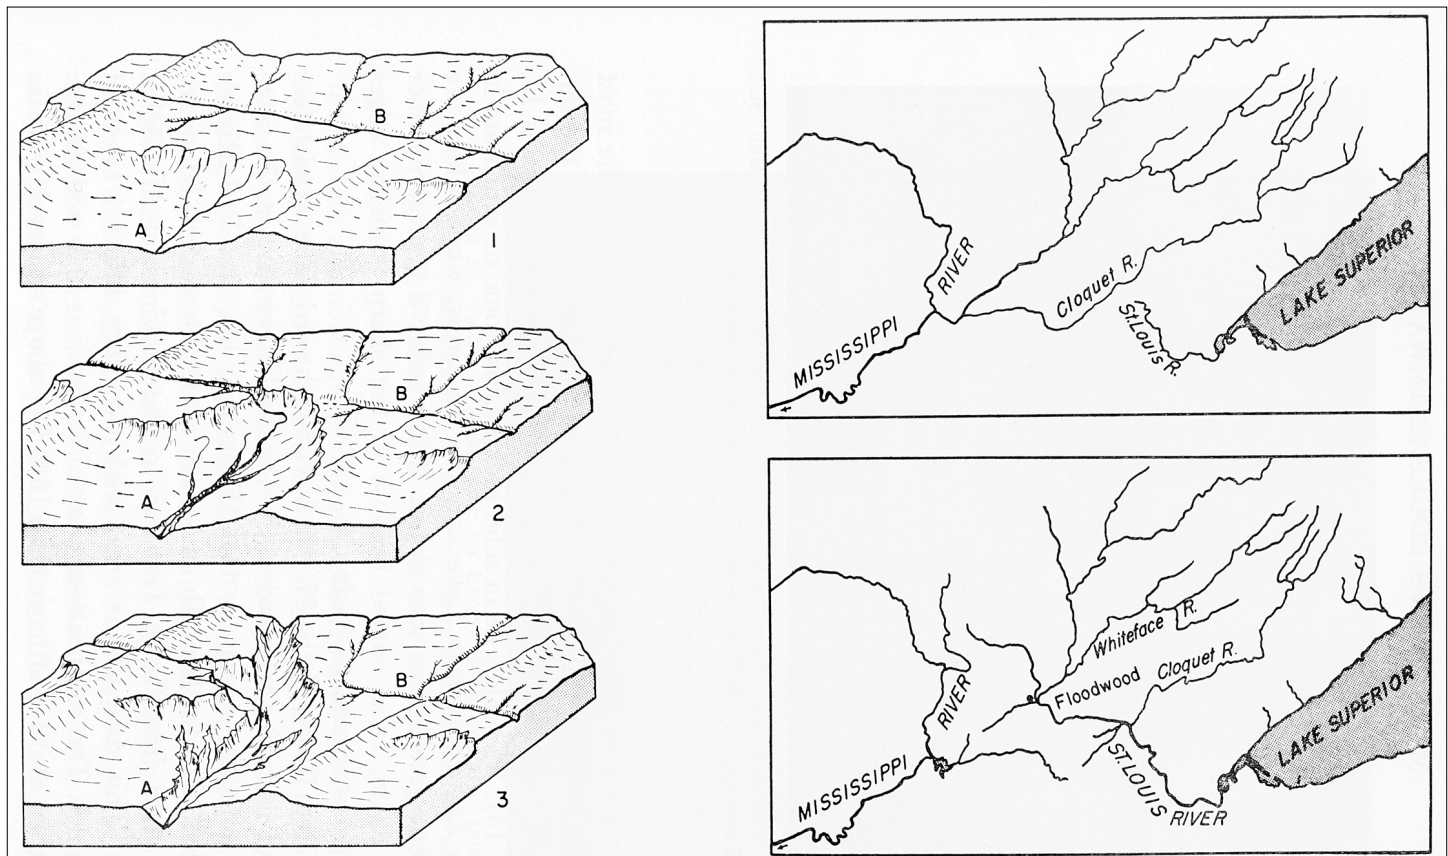 B
A
1
B
A
2
B
A
3
MISSISSIPPI
RIVER
Cloquet R.
St.LOUIS R.
LAKE SUPERIOR
MISSISSIPPI
RIVER
Whiteface R.
Floodwood
Cloquet R.
ST.LOUIS
RIVER
LAKE SUPERIOR